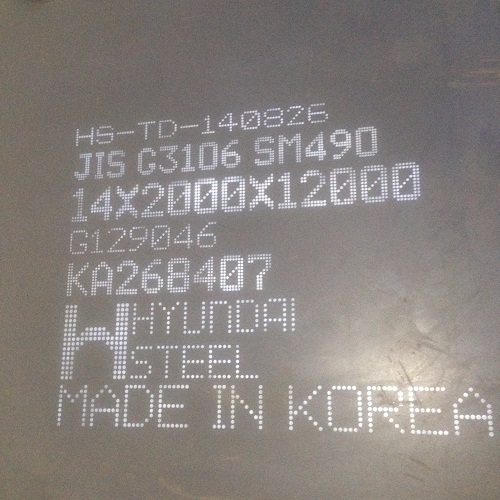 HS-TD-140826
JIS G3106 SM490
14X2000X12000
G129046
KA268407
HYUNDAI
STEEL
MADE IN KOREA